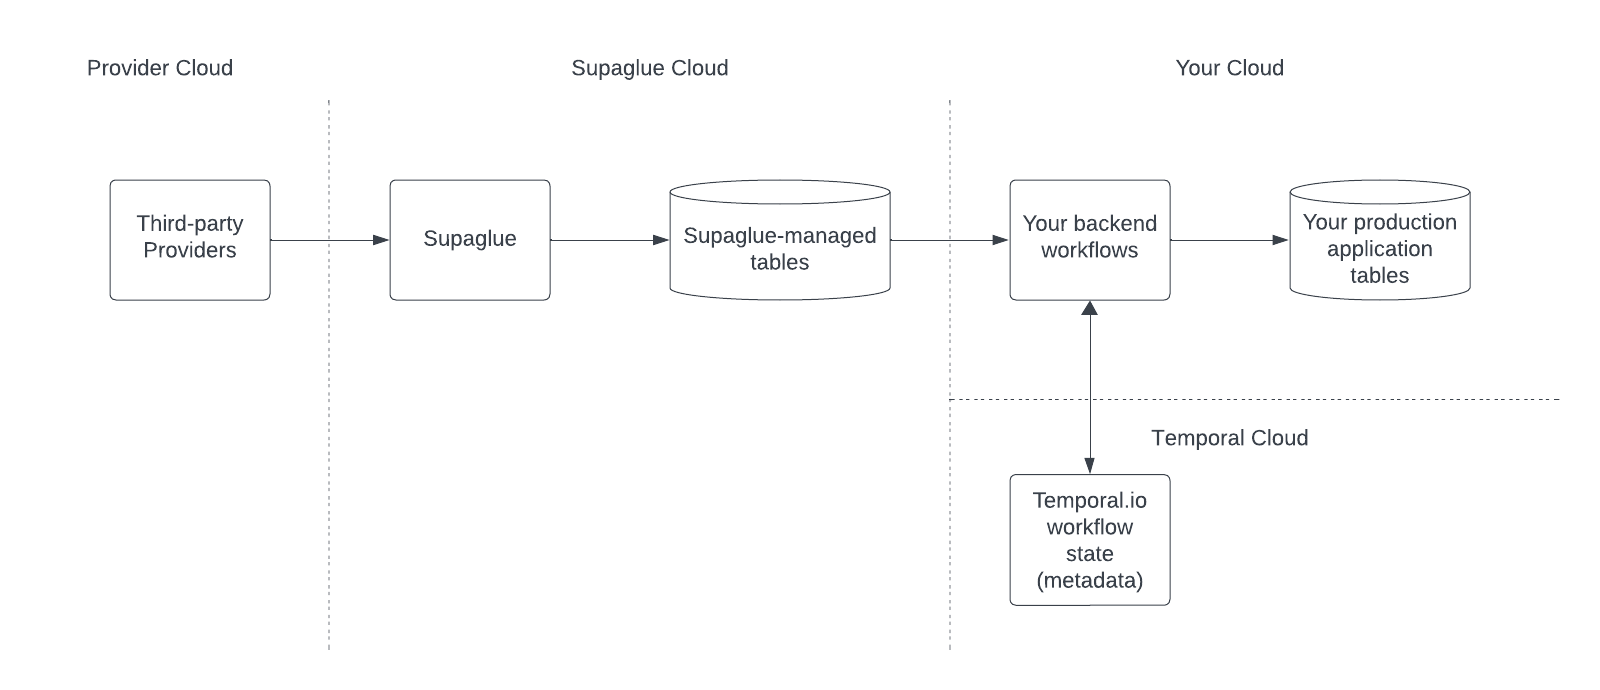 Provider Cloud
Supaglue Cloud
Your Cloud
Third-party
Providers
Supaglue
Supaglue-managed
tables
Your backend
workflows
Your production
application
tables
Temporal Cloud
Temporal.io
workflow
state
(metadata)